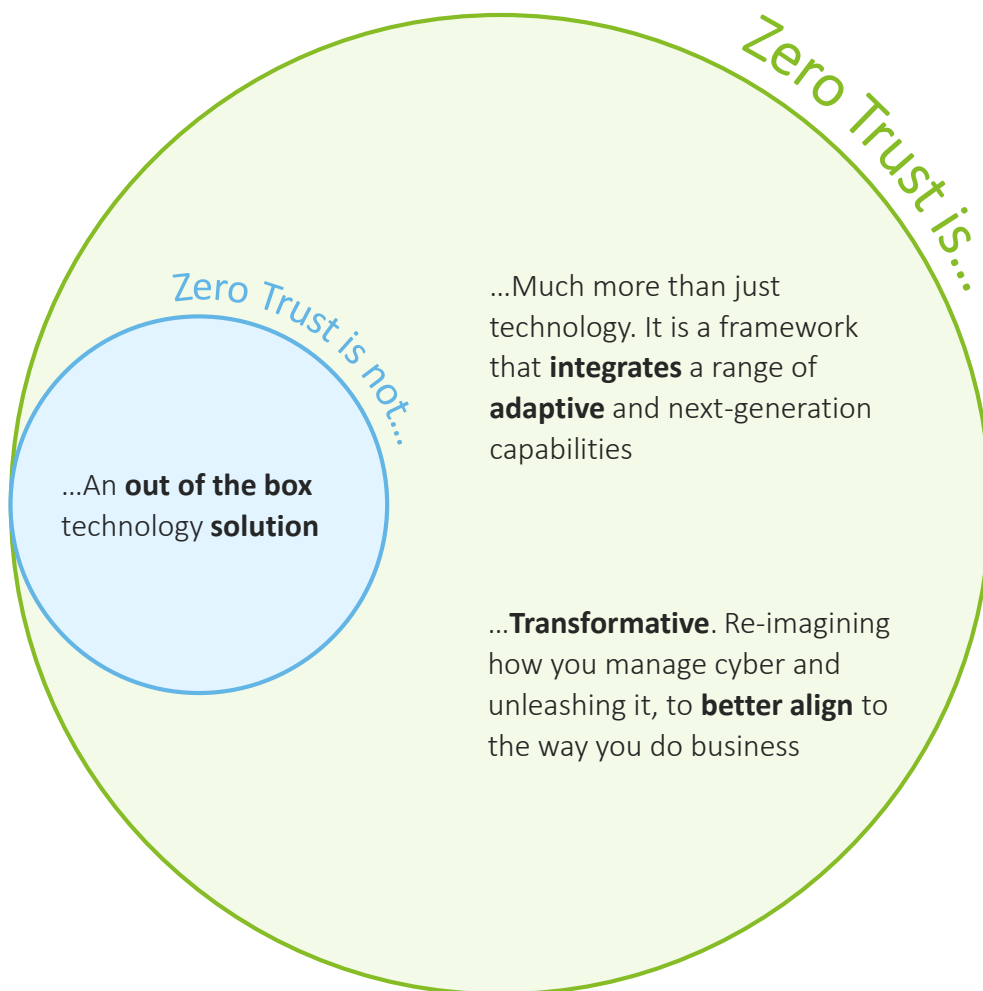 Zero Trust is...
Zero Trust is not...
...An out of the box
technology solution
...Much more than just
technology. It is a framework
that integrates a range of
adaptive and next-generation
capabilities
...Transformative. Re-imagining
how you manage cyber and
unleashing it, to better align to
the way you do business